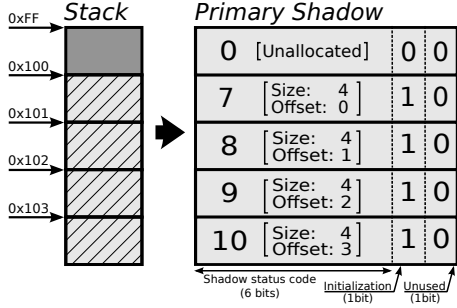 Stack
Primary Shadow
0xFF
0 [Unallocated] 0 0
0x100
7 [Size: 4 Offset: 0] 1 0
0x101
8 [Size: 4 Offset: 1] 1 0
0x102
9 [Size: 4 Offset: 2] 1 0
0x103
10 [Size: 4 Offset: 3] 1 0
Shadow status code
(6 bits)
Initialization
(1bit)
Unused
(1bit)